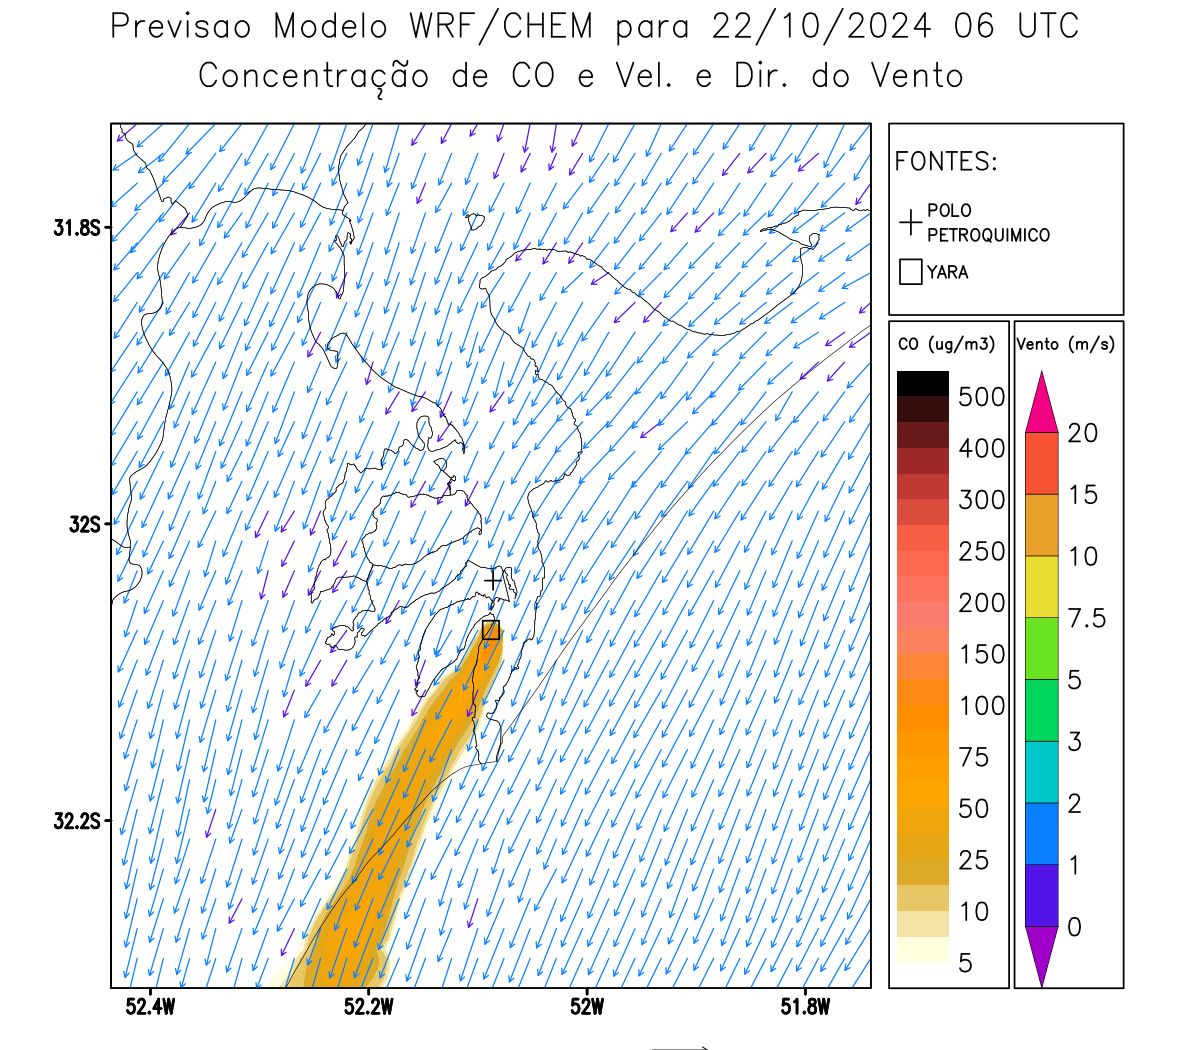 Previsao Modelo WRF/CHEM para 22/10/2024 06 UTC
Concentração de CO e Vel. e Dir. do Vento
FONTES:
POLO
PETROQUIMICO
YARA
31.8S
32S
32.2S
52.4W
52.2W
52W
51.8W
CO (ug/m3)
500
400
300
250
200
150
100
75
50
25
10
5
Vento (m/s)
20
15
10
7.5
5
3
2
1
0